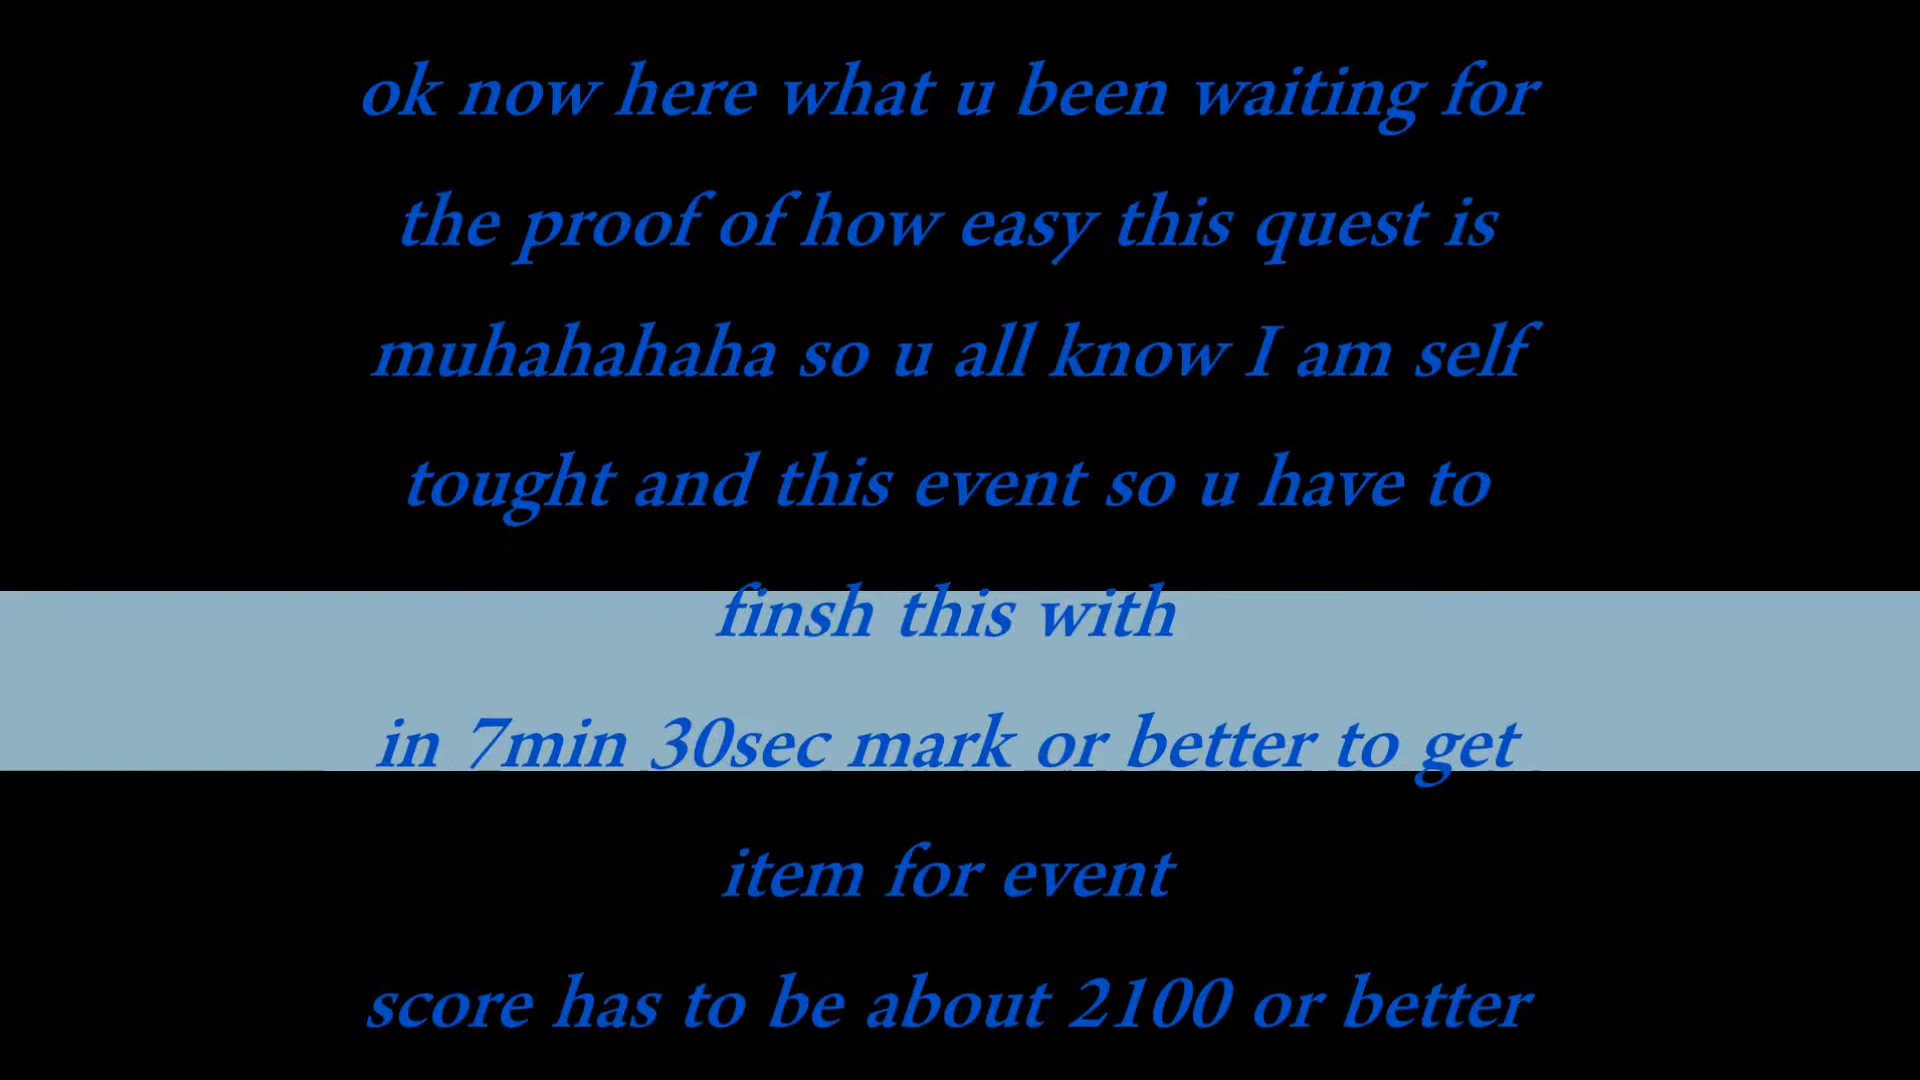 ok now here what u been waiting for
the proof of how easy this quest is
muhahahaha so u all know I am self
tought and this event so u have to
finsh this with
in 7min 30sec mark or better to get
item for event
score has to be about 2100 or better